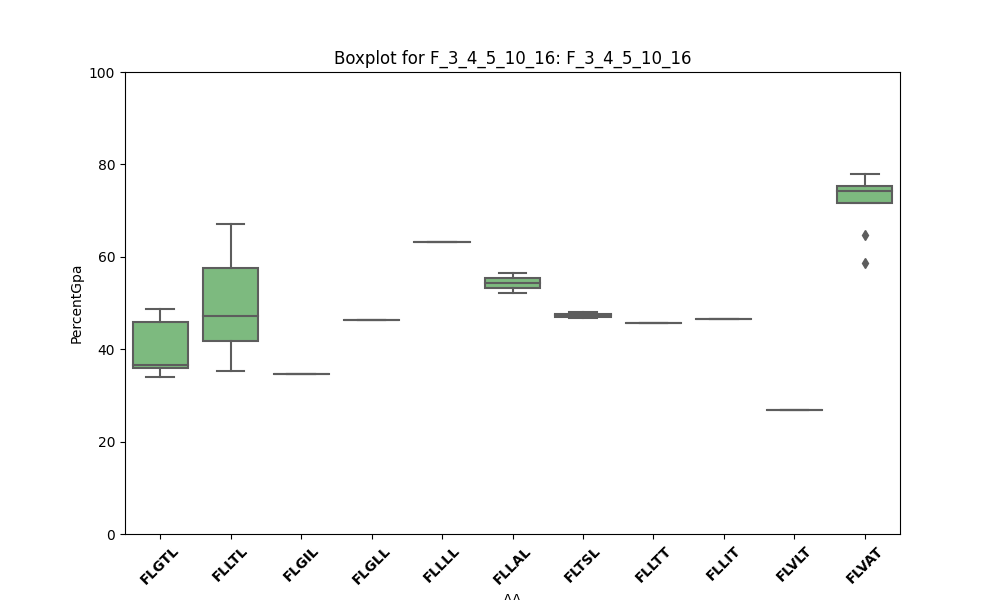 Boxplot for F_3_4_5_10_16: F_3_4_5_10_16
100
80
60
40
20
0
PercentGpa
FLGTL
FLLTL
FLGIL
FLGLL
FLLLL
FLLAL
FLTSL
FLLTT
FLLIT
FLVLT
FLVAT
AA